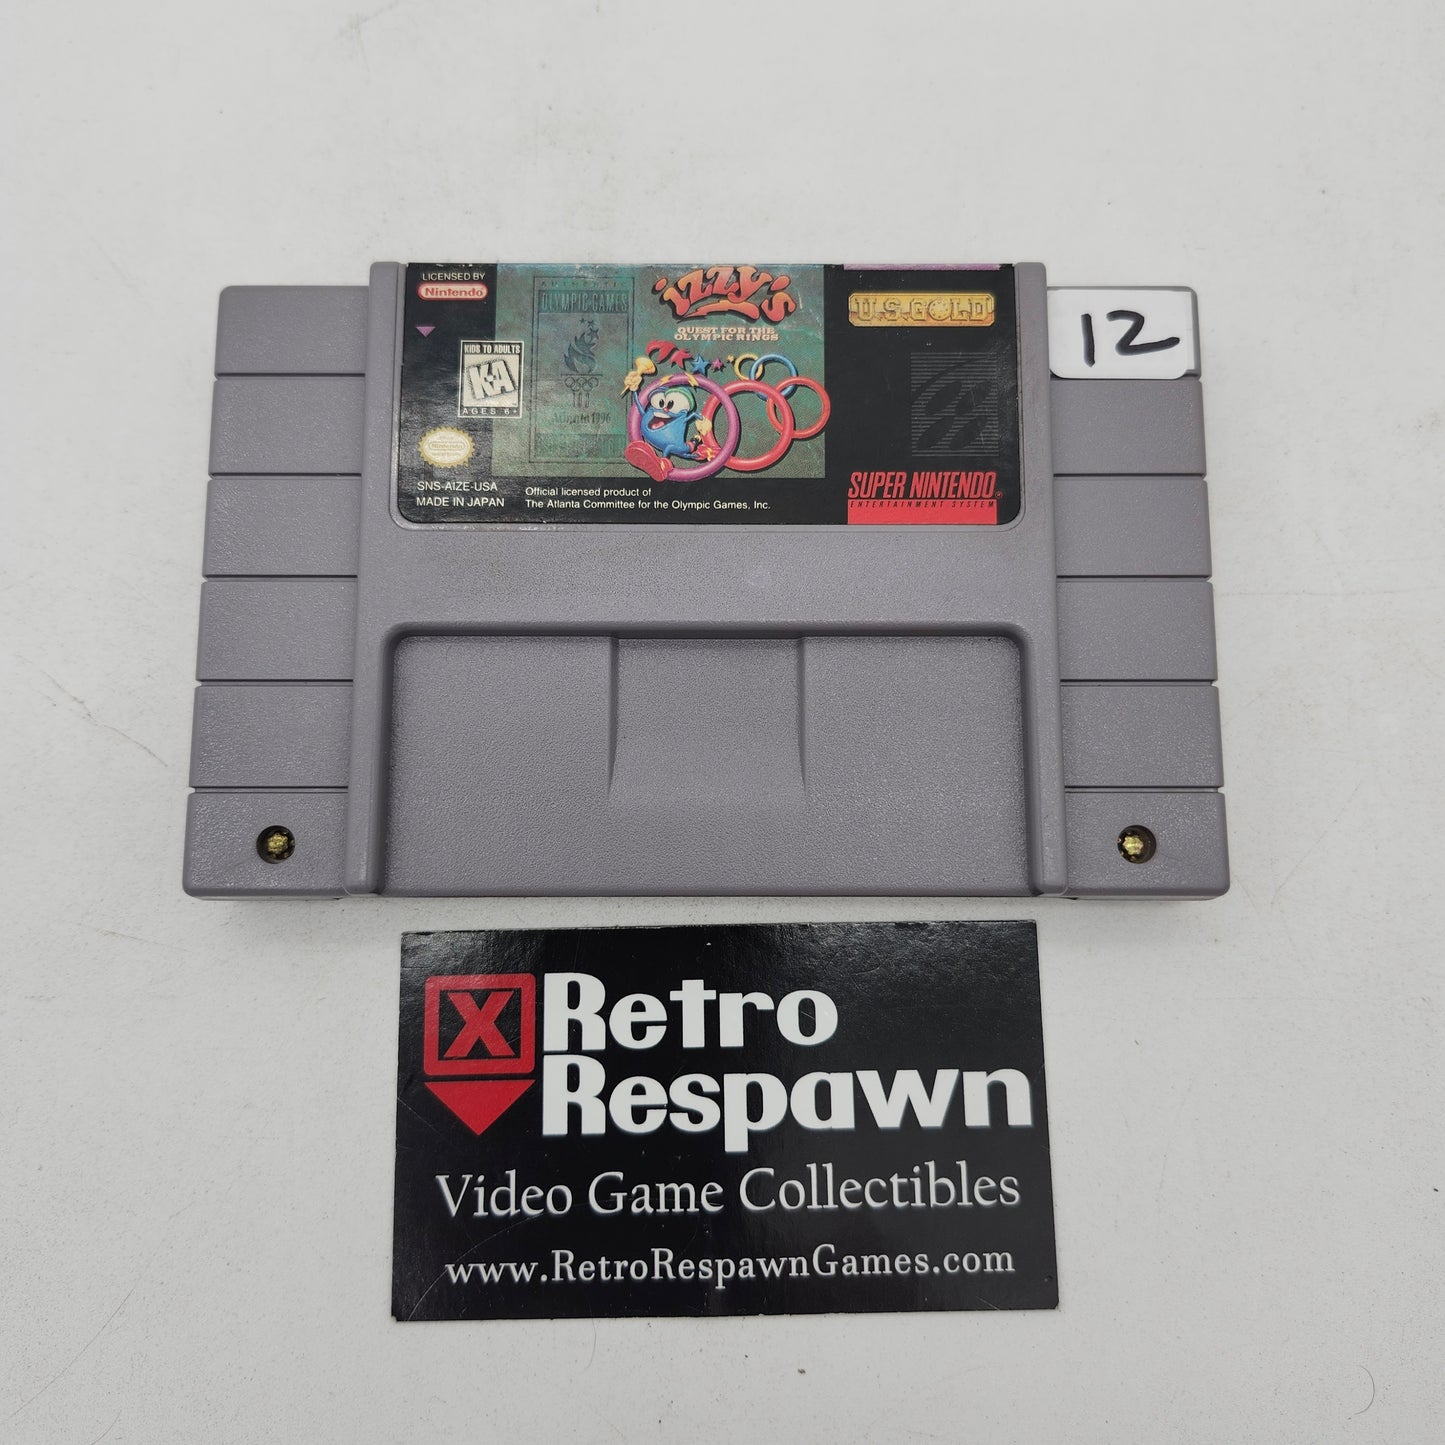 LICENSED BY
Nintendo
KIDS TO ADULTS
K-A
AGES 6+
Nintendo
SNS-AIZE-USA
MADE IN JAPAN
AUTHENTIC
OLYMPIC GAMES
Atlanta 1996
izzy's
QUEST FOR THE
OLYMPIC RINGS
Official licensed product of
The Atlanta Committee for the Olympic Games, Inc.
U.S. GOLD
SUPER NINTENDO
ENTERTAINMENT SYSTEM
12
X
Retro
Respawn
Video Game Collectibles
www.RetroRespawnGames.com